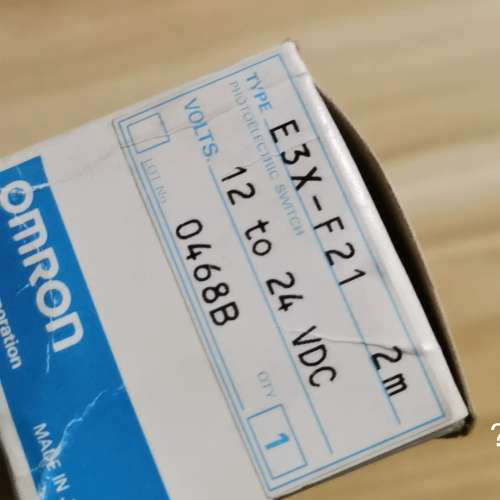 OMRON
MADE IN
TYPE E3X-F21 2m
PHOTOELECTRIC SWITCH
VOLTS. 12 to 24 VDC
LOT No. 0468B
QTY 1
?